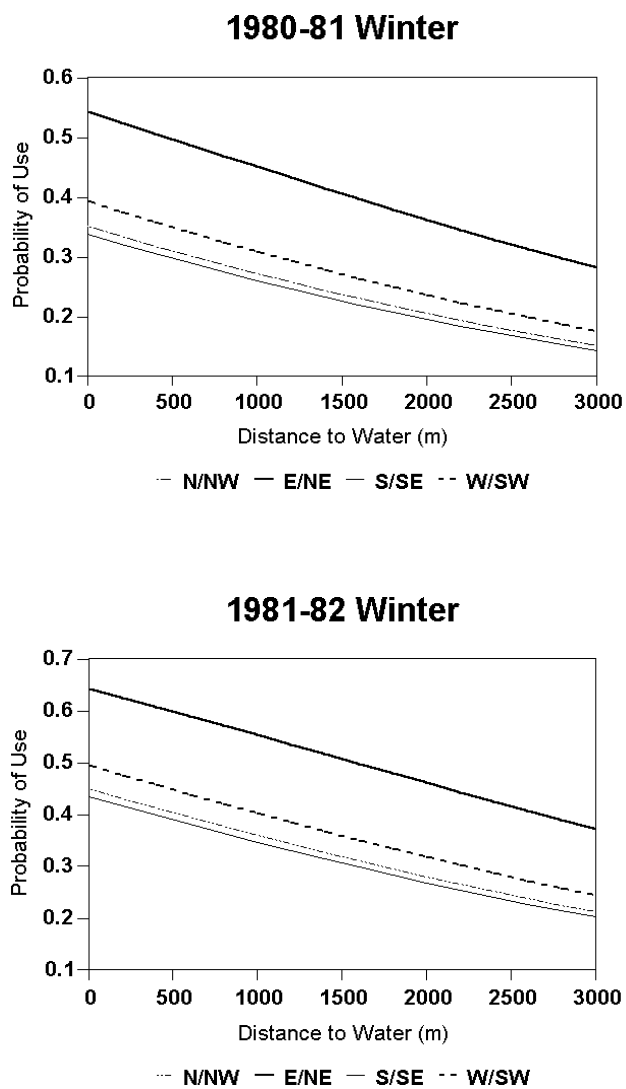 1980-81 Winter
0.6
0.5
0.4
0.3
0.2
0.1
Probability of Use
0 500 1000 1500 2000 2500 3000
Distance to Water (m)
N/NW E/NE S/SE W/SW
1981-82 Winter
0.7
0.6
0.5
0.4
0.3
0.2
0.1
Probability of Use
0 500 1000 1500 2000 2500 3000
Distance to Water (m)
N/NW E/NE S/SE W/SW